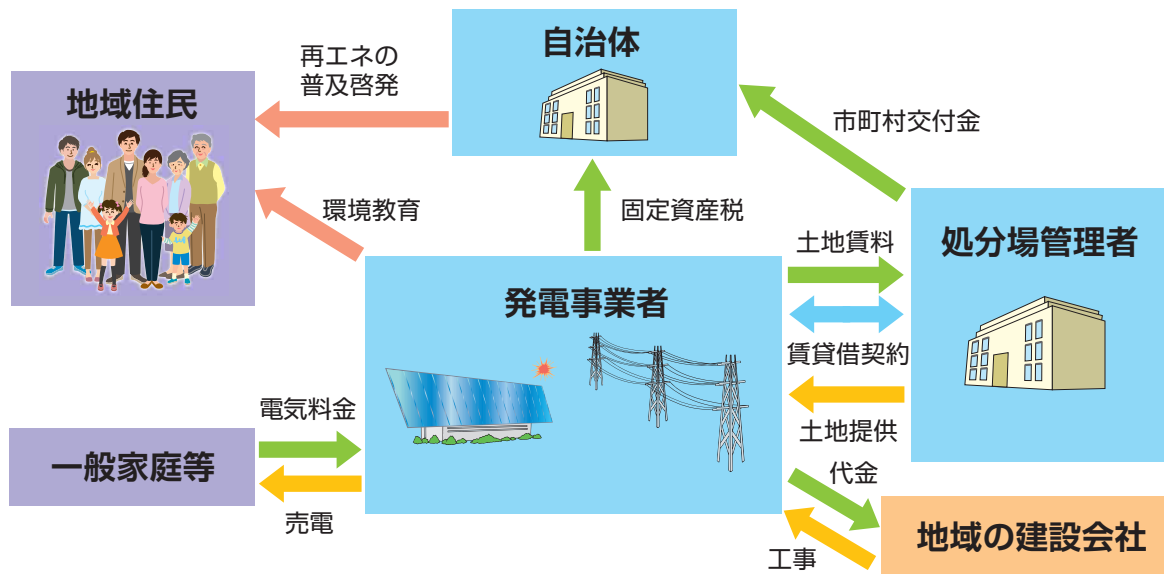 自治体
再エネの
普及啓発
地域住民
市町村交付金
環境教育
固定資産税
土地賃料
処分場管理者
発電事業者
賃貸借契約
電気料金
土地提供
一般家庭等
代金
売電
地域の建設会社
工事